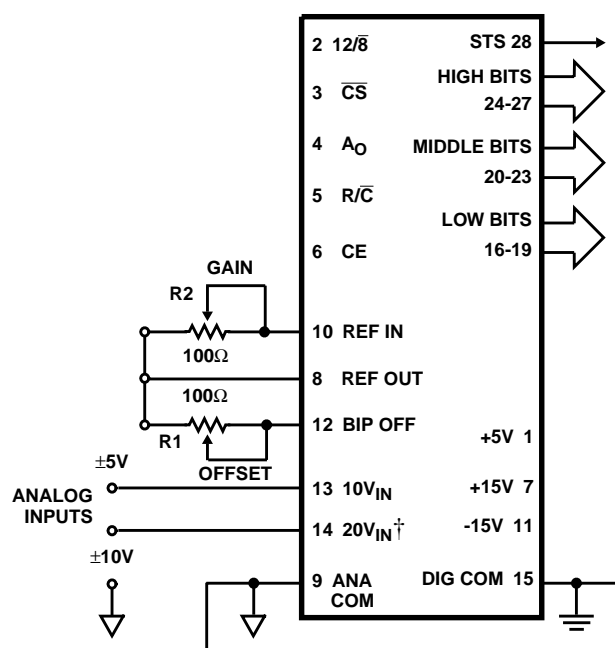 2 12/8̅
STS 28
HIGH BITS
24-27
3 C̅S̅
4 AO
MIDDLE BITS
20-23
5 R/C̅
LOW BITS
16-19
6 CE
GAIN
R2
100Ω
10 REF IN
8 REF OUT
100Ω
R1
OFFSET
12 BIP OFF
+5V 1
±5V
ANALOG
INPUTS
±10V
13 10VIN
+15V 7
14 20VIN†
-15V 11
9 ANA
COM
DIG COM 15